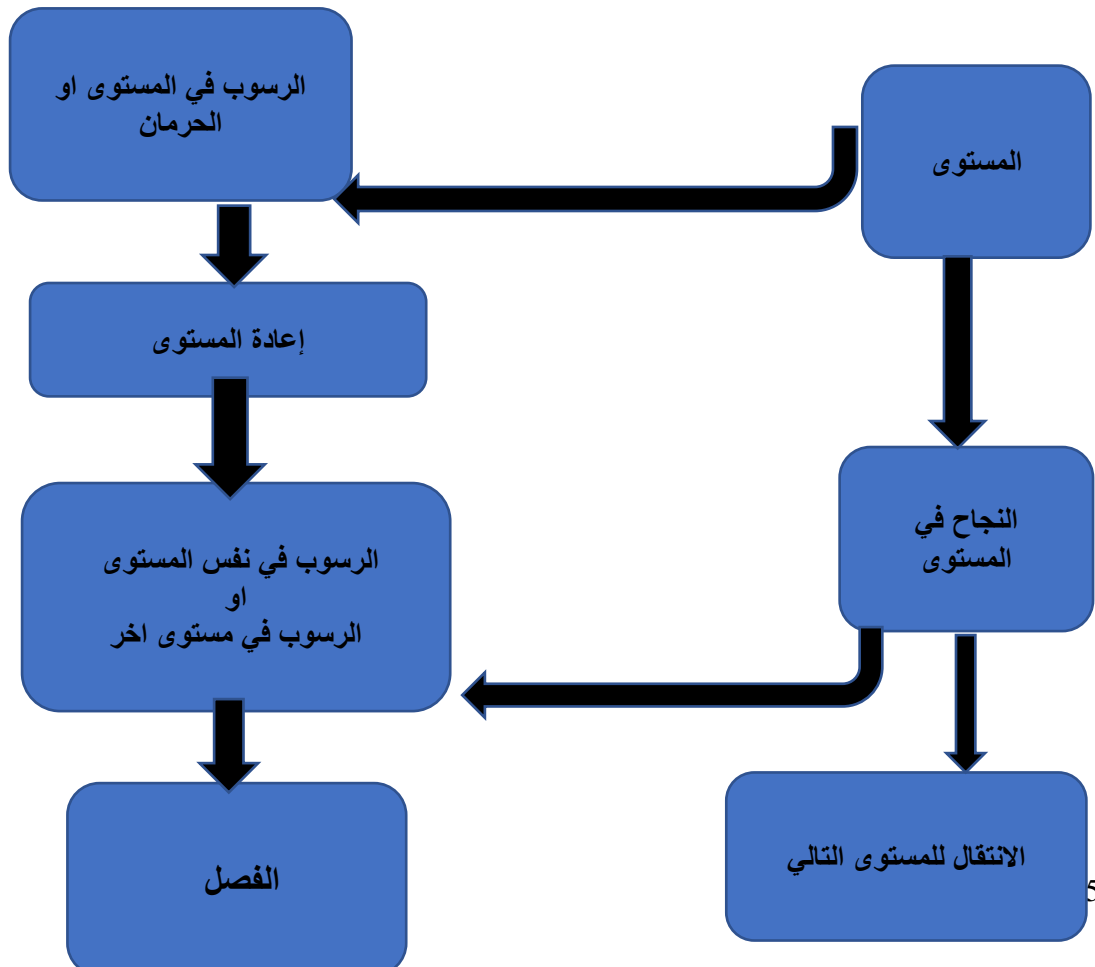 المستوى
الرسوب في المستوى او
الحرمان
إعادة المستوى
النجاح في
المستوى
الرسوب في نفس المستوى
او
الرسوب في مستوى اخر
الانتقال للمستوى التالي
الفصل
5